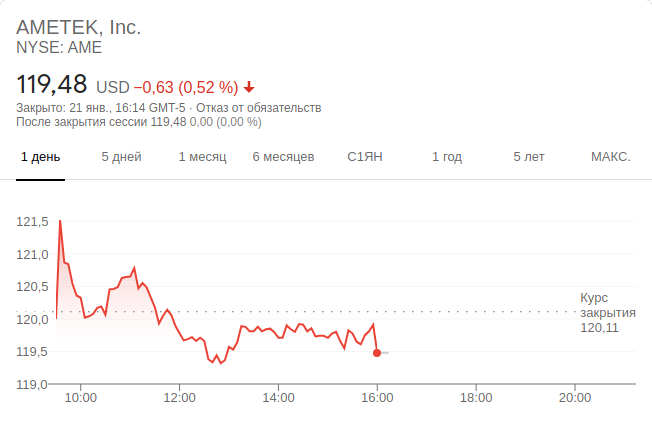 AMETEK, Inc.
NYSE: AME
119,48 USD −0,63 (0,52 %)
Закрыто: 21 янв., 16:14 GMT-5 · Отказ от обязательств
После закрытия сессии 119,48 0,00 (0,00 %)
1 день 5 дней 1 месяц 6 месяцев С1ЯН 1 год 5 лет МАКС.
121,5
121,0
120,5
120,0
119,5
119,0
Курс
закрытия
120,11
10:00 12:00 14:00 16:00 18:00 20:00